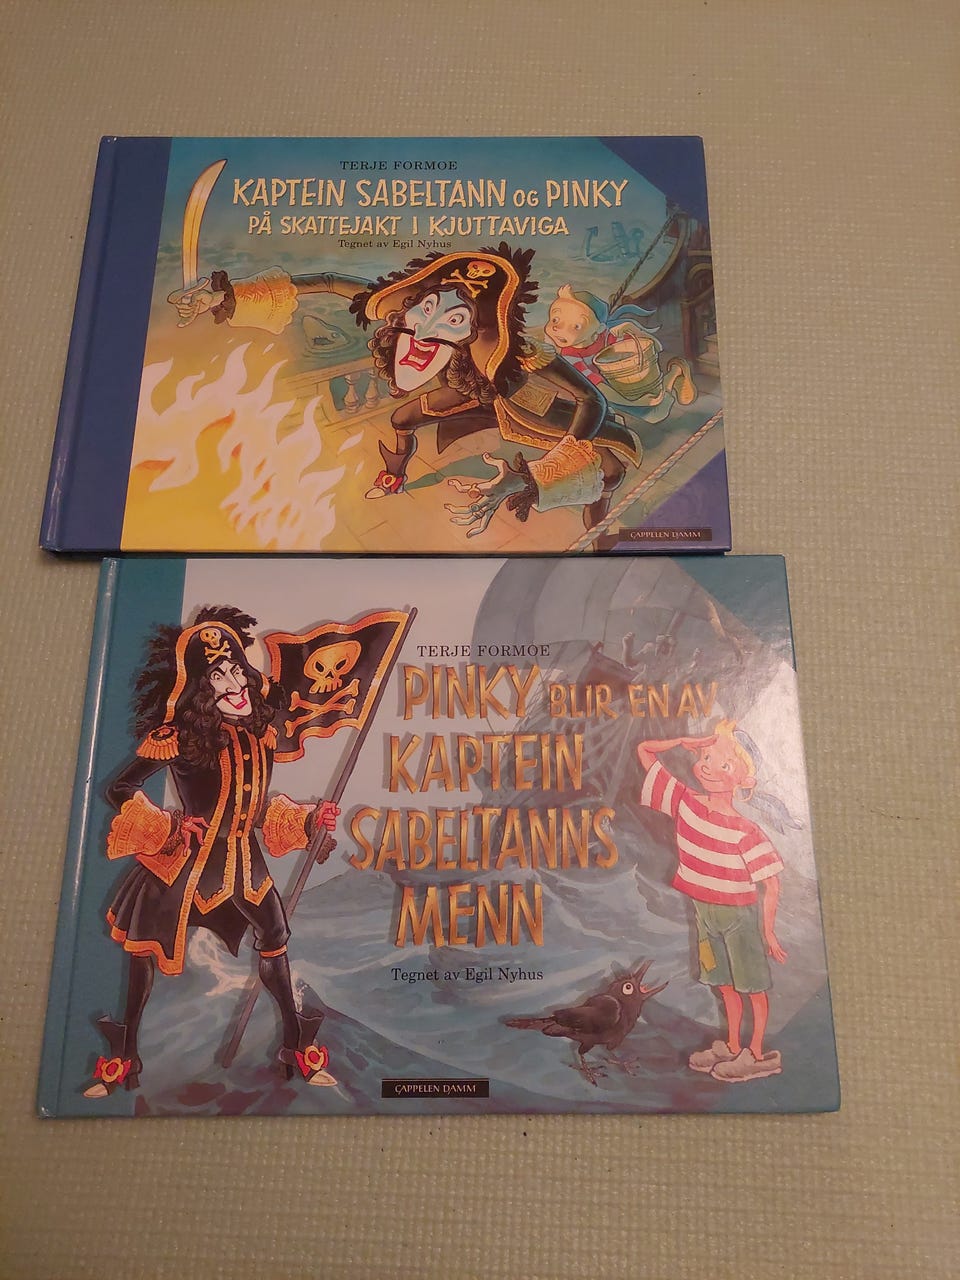 TERJE FORMOE
KAPTEIN SABELTANN OG PINKY
PÅ SKATTEJAKT I KJUTTAVIGA
Tegnet av Egil Nyhus
CAPPELEN DAMM
TERJE FORMOE
PINKY BLIR EN AV
KAPTEIN
SABELTANNS
MENN
Tegnet av Egil Nyhus
CAPPELEN DAMM